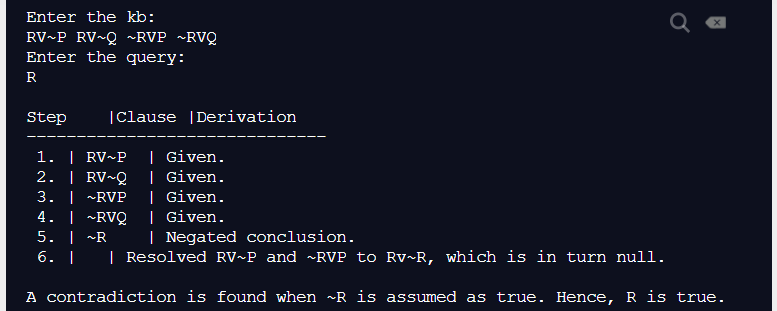 Enter the kb:
RV~P RV~Q ~RVP ~RVQ
Enter the query:
R
Step    |Clause |Derivation
------------------------------
 1. | RV~P  | Given.
 2. | RV~Q  | Given.
 3. | ~RVP  | Given.
 4. | ~RVQ  | Given.
 5. | ~R    | Negated conclusion.
 6. |   | Resolved RV~P and ~RVP to Rv~R, which is in turn null.
A contradiction is found when ~R is assumed as true. Hence, R is true.